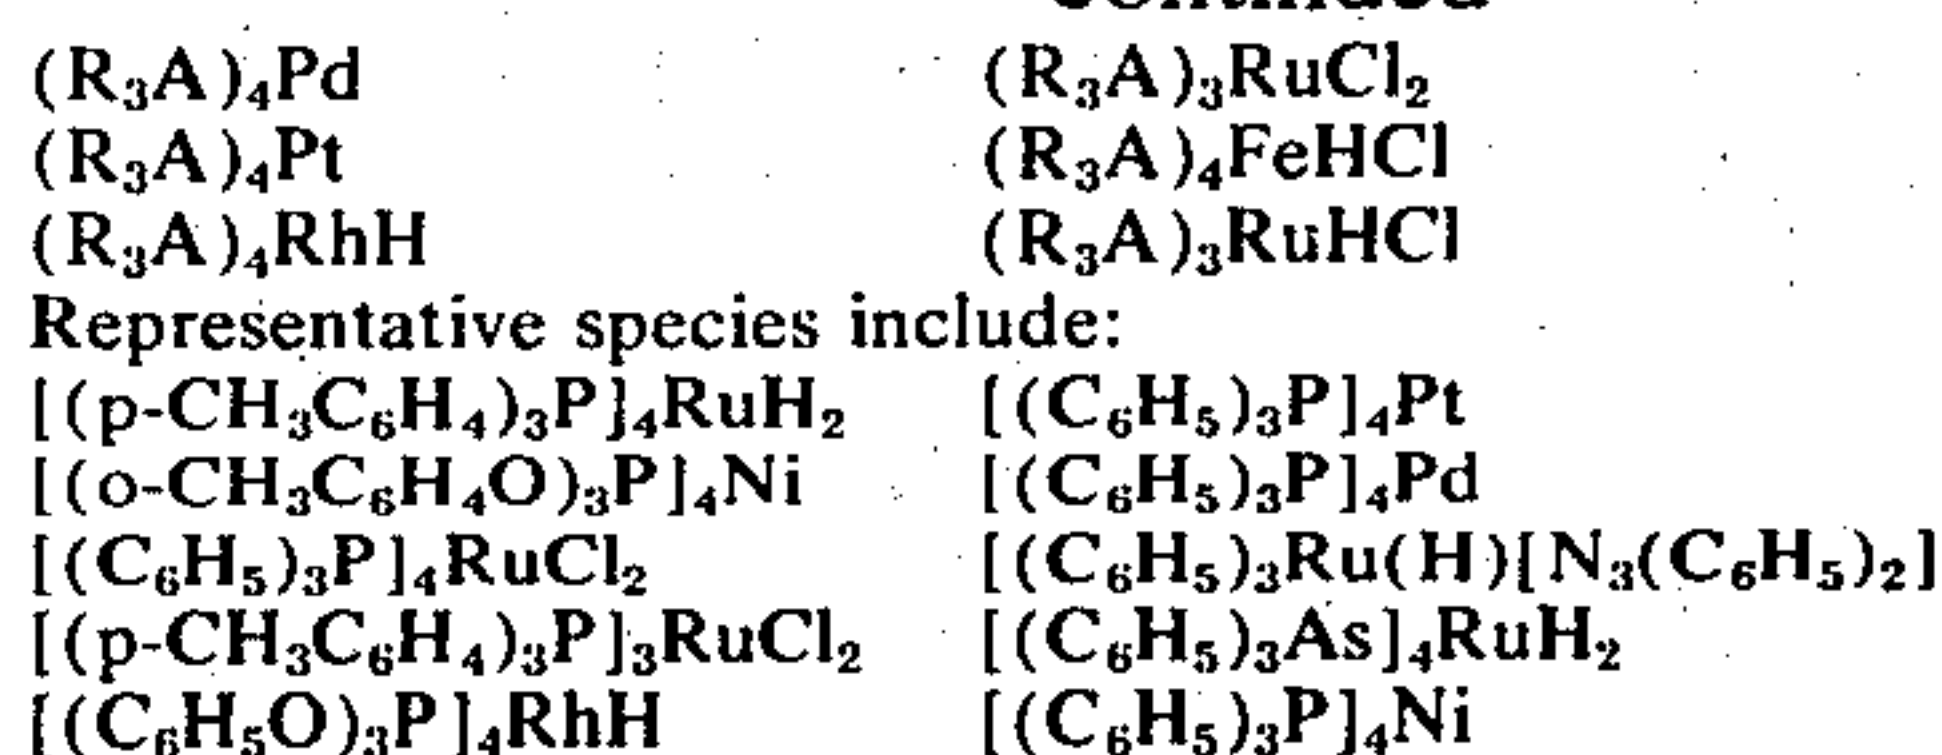 continued
(R₃A)₄Pd (R₃A)₃RuCl₂
(R₃A)₄Pt (R₃A)₄FeHCl
(R₃A)₄RhH (R₃A)₃RuHCl
Representative species include:
[(p-CH₃C₆H₄)₃P]₄RuH₂ [(C₆H₅)₃P]₄Pt
[(o-CH₃C₆H₄O)₃P]₄Ni [(C₆H₅)₃P]₄Pd
[(C₆H₅)₃P]₄RuCl₂ [(C₆H₅)₃Ru(H)[N₃(C₆H₅)₂]
[(p-CH₃C₆H₄)₃P]₃RuCl₂ [(C₆H₅)₃As]₄RuH₂
[(C₆H₅O)₃P]₄RhH [(C₆H₅)₃P]₄Ni